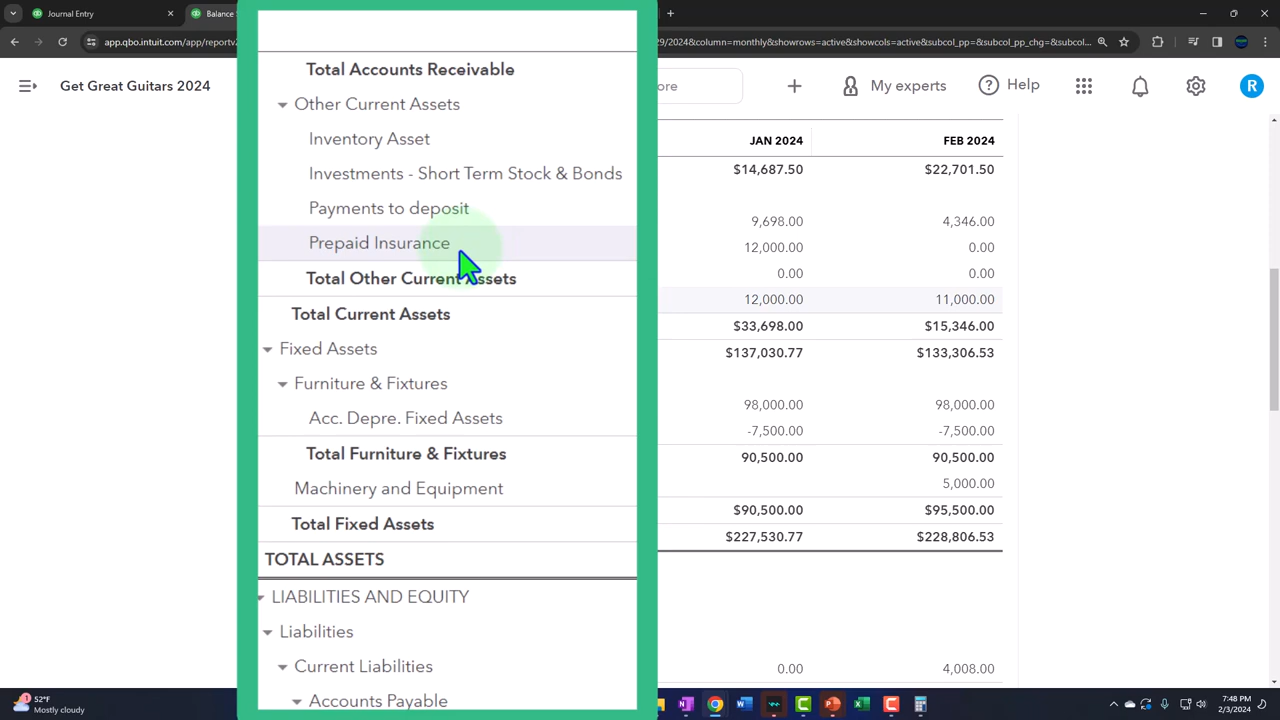 Journal Entry
Balance
app.qbo.intuit.com/app/reportv
29/2024&column=monthly&showrows=active&showcols=active&subcol_pp_chg=&subcol...
Get Great Guitars 2024
ore
My experts
Help
R
JAN 2024 FEB 2024
$14,687.50 $22,701.50
Total Accounts Receivable
Other Current Assets
Inventory Asset 9,698.00 4,346.00
Investments - Short Term Stock & Bonds 12,000.00 0.00
Payments to deposit 0.00 0.00
Prepaid Insurance 12,000.00 11,000.00
Total Other Current Assets $33,698.00 $15,346.00
Total Current Assets $137,030.77 $133,306.53
Fixed Assets
Furniture & Fixtures 98,000.00 98,000.00
Acc. Depre. Fixed Assets -7,500.00 -7,500.00
Total Furniture & Fixtures 90,500.00 90,500.00
Machinery and Equipment 5,000.00
Total Fixed Assets $90,500.00 $95,500.00
TOTAL ASSETS $227,530.77 $228,806.53
LIABILITIES AND EQUITY
Liabilities
Current Liabilities
Accounts Payable
0.00 4,008.00
52°F
Mostly cloudy
7:48 PM
2/3/2024